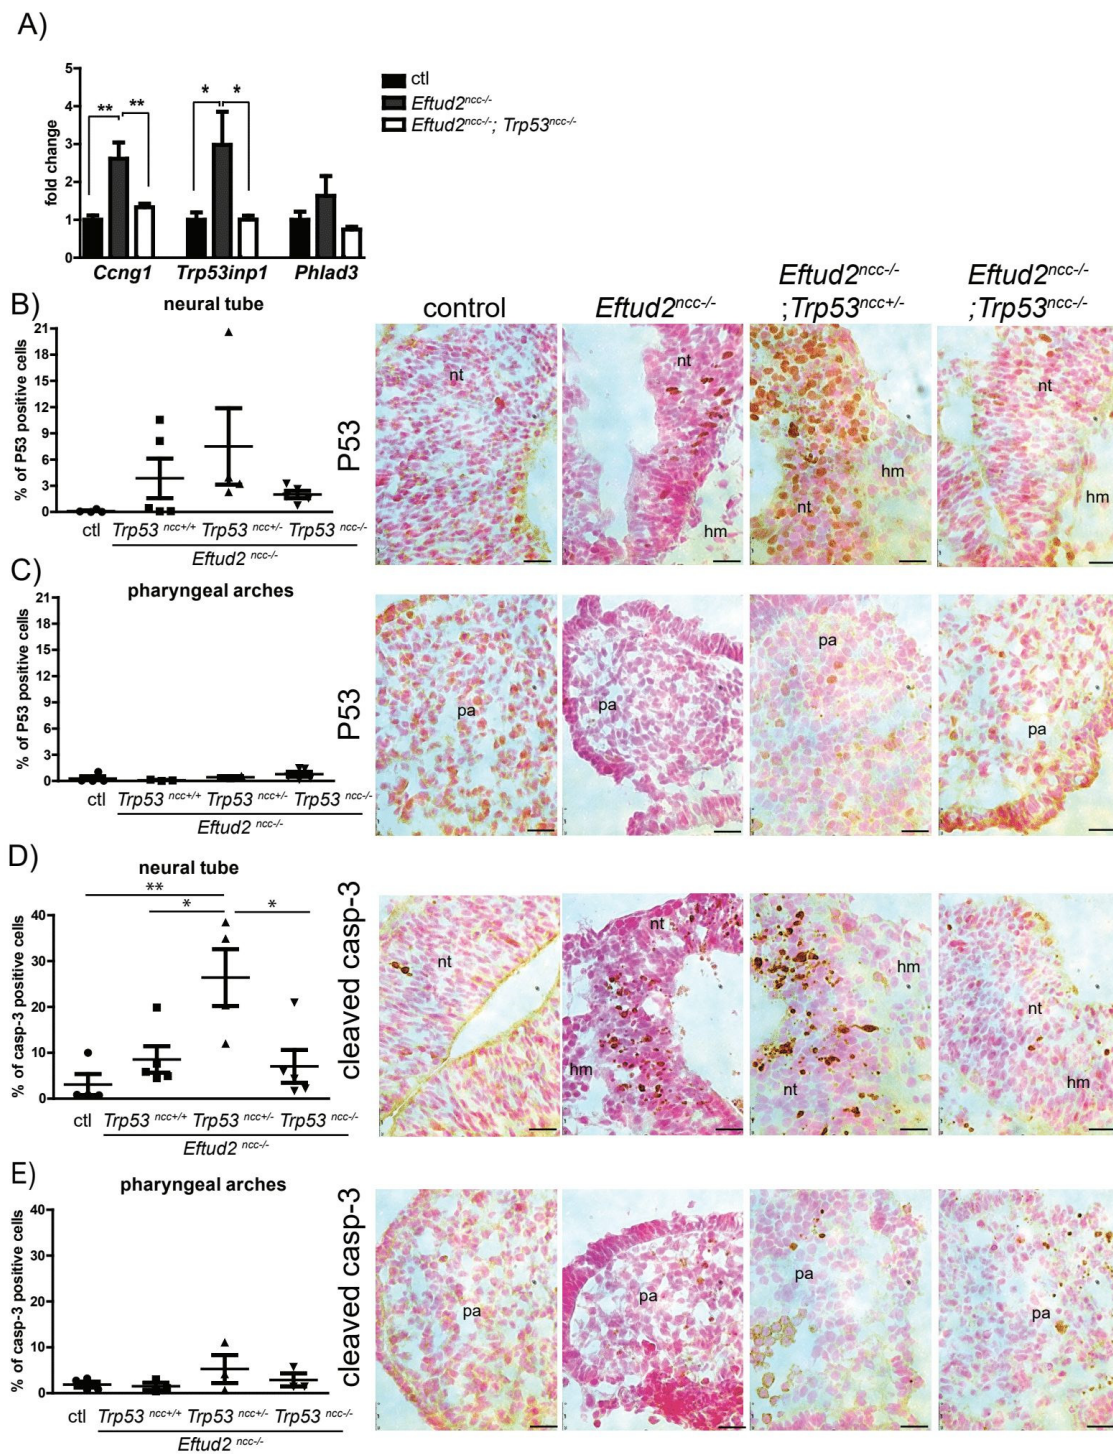 A)
5
4
3
2
1
0
fold change
** ** * *
Ccng1 Trp53inp1 Phlad3
ctl
Eftud2ncc-/-
Eftud2ncc-/-; Trp53ncc-/-
control
Eftud2ncc-/-
Eftud2ncc-/-
;Trp53ncc+/-
Eftud2ncc-/-
;Trp53ncc-/-
B)
neural tube
21
18
15
12
9
6
3
0
% of P53 positive cells
ctl Trp53 ncc+/+ Trp53 ncc+/- Trp53 ncc-/-
Eftud2 ncc-/-
P53
nt
nt
hm
nt
hm
nt
hm
C)
pharyngeal arches
21
18
15
12
9
6
3
0
% of P53 positive cells
ctl Trp53 ncc+/+ Trp53 ncc+/- Trp53 ncc-/-
Eftud2 ncc-/-
P53
pa
pa
pa
pa
D)
neural tube
**
* *
40
30
20
10
0
% of casp-3 positive cells
ctl Trp53 ncc+/+ Trp53 ncc+/- Trp53 ncc-/-
Eftud2 ncc-/-
cleaved casp-3
nt
nt
hm
hm
nt
nt
hm
E)
pharyngeal arches
40
30
20
10
0
% of casp-3 positive cells
ctl Trp53 ncc+/+ Trp53 ncc+/- Trp53 ncc-/-
Eftud2 ncc-/-
cleaved casp-3
pa
pa
pa
pa